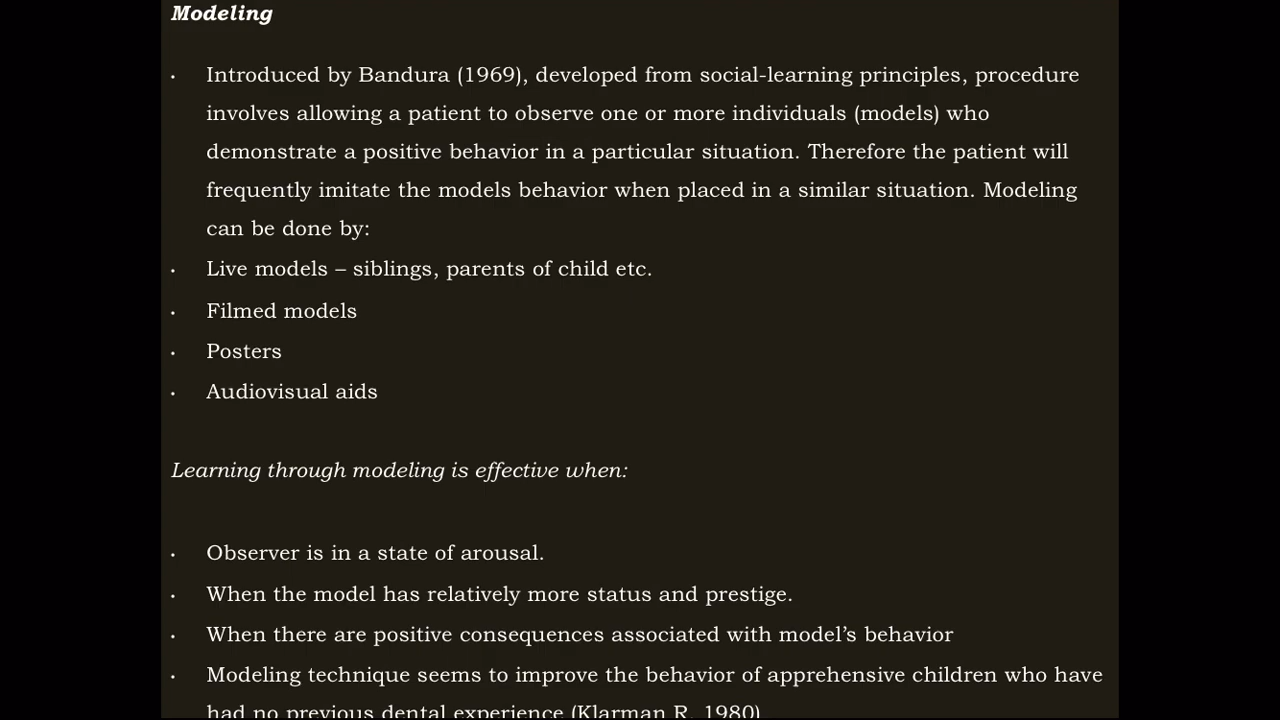 Modeling
• Introduced by Bandura (1969), developed from social-learning principles, procedure
involves allowing a patient to observe one or more individuals (models) who
demonstrate a positive behavior in a particular situation. Therefore the patient will
frequently imitate the models behavior when placed in a similar situation. Modeling
can be done by:
• Live models – siblings, parents of child etc.
• Filmed models
• Posters
• Audiovisual aids
Learning through modeling is effective when:
• Observer is in a state of arousal.
• When the model has relatively more status and prestige.
• When there are positive consequences associated with model’s behavior
• Modeling technique seems to improve the behavior of apprehensive children who have
had no previous dental experience (Klarman R, 1980)